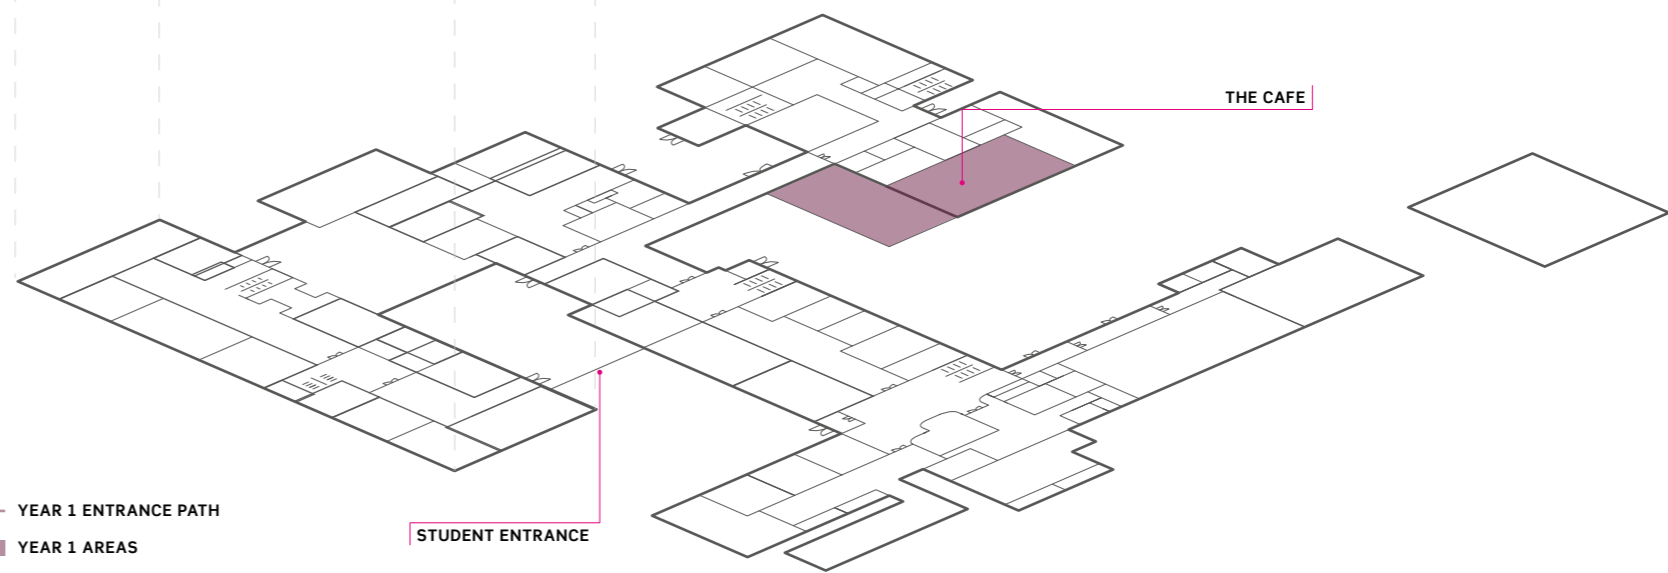 THE CAFE
STUDENT ENTRANCE
YEAR 1 ENTRANCE PATH
YEAR 1 AREAS